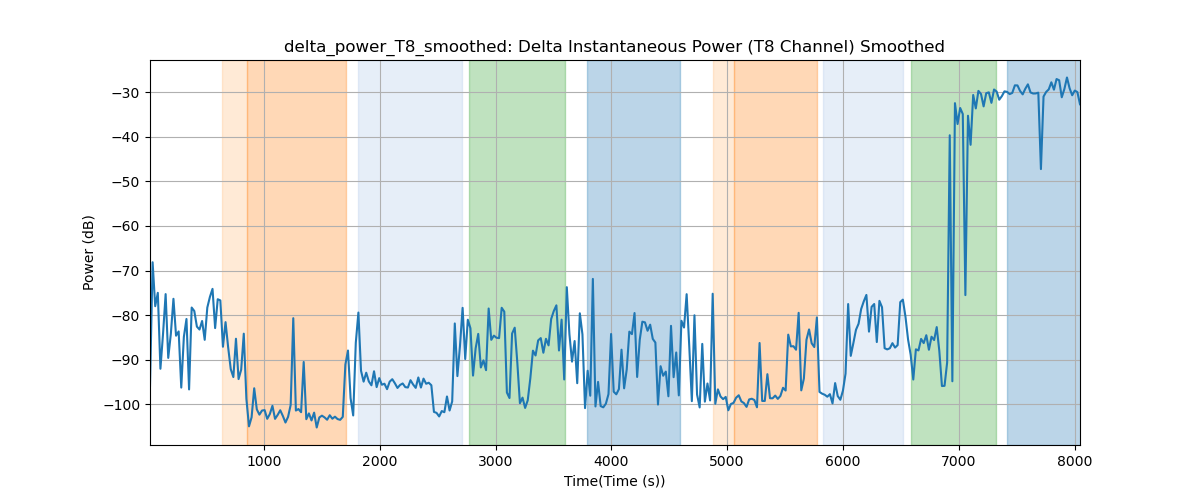 delta_power_T8_smoothed: Delta Instantaneous Power (T8 Channel) Smoothed
−30
−40
−50
−60
−70
−80
−90
−100
Power (dB)
1000 2000 3000 4000 5000 6000 7000 8000
Time(Time (s))